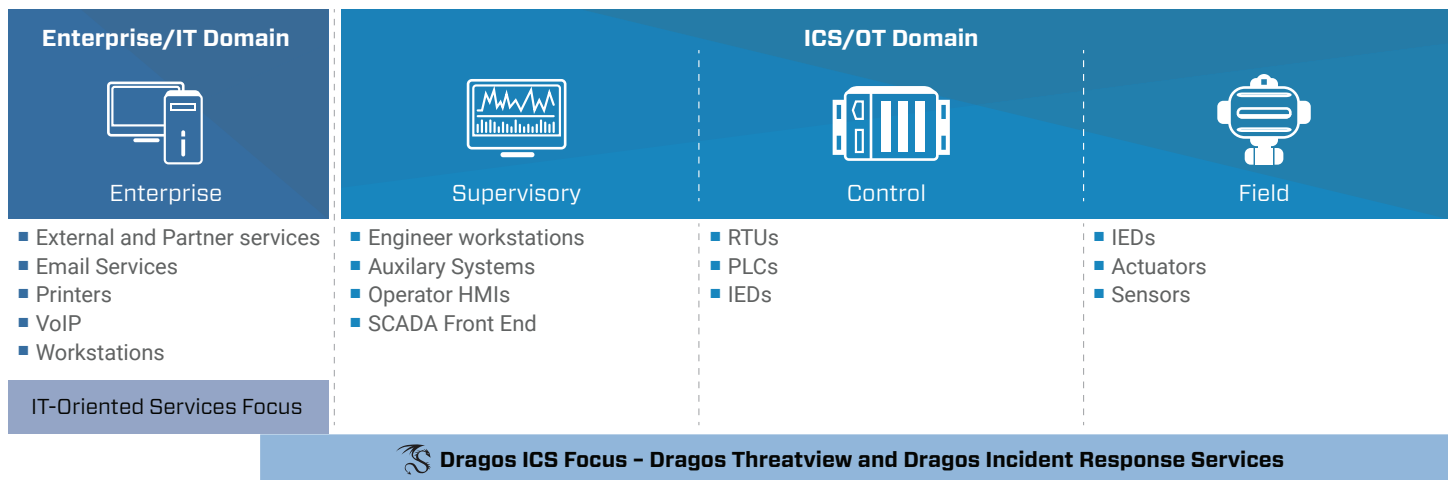 Enterprise/IT Domain
ICS/OT Domain
Enterprise
Supervisory
Control
Field
External and Partner services
Email Services
Printers
VoIP
Workstations
Engineer workstations
Auxilary Systems
Operator HMIs
SCADA Front End
RTUs
PLCs
IEDs
IEDs
Actuators
Sensors
IT-Oriented Services Focus
Dragos ICS Focus – Dragos Threatview and Dragos Incident Response Services